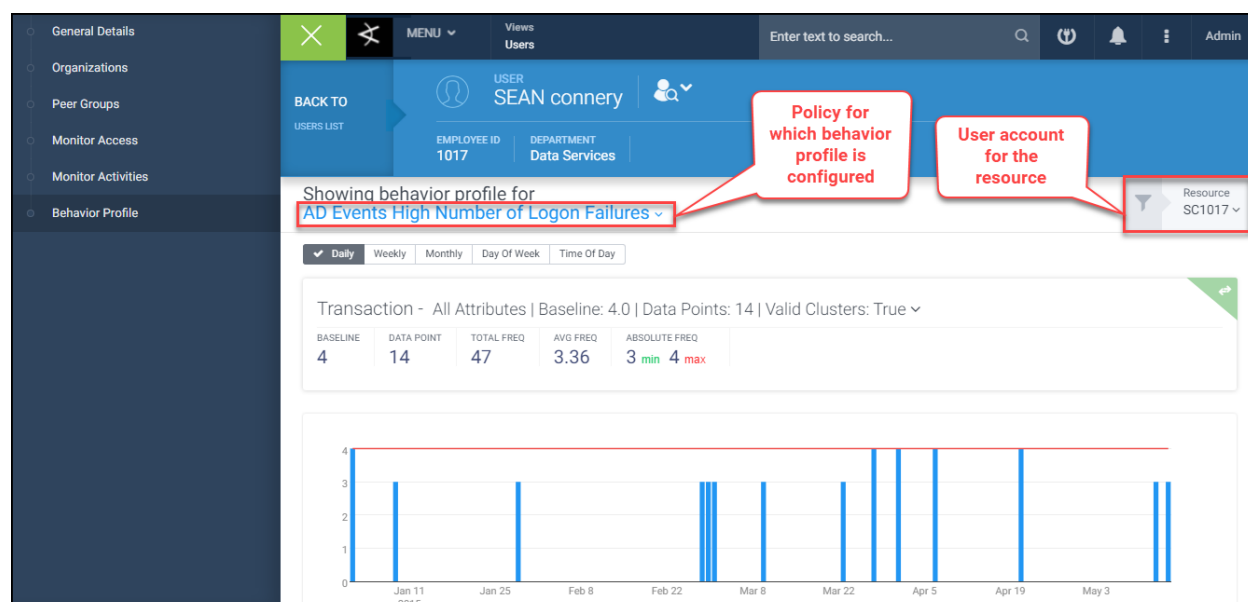 General Details
Organizations
Peer Groups
Monitor Access
Monitor Activities
Behavior Profile
MENU
Views
Users
Enter text to search...
Admin
BACK TO
USERS LIST
USER
SEAN connery
EMPLOYEE ID
1017
DEPARTMENT
Data Services
Policy for
which behavior
profile is
configured
User account
for the
resource
Showing behavior profile for
AD Events High Number of Logon Failures
Resource
SC1017
Daily Weekly Monthly Day Of Week Time Of Day
Transaction - All Attributes | Baseline: 4.0 | Data Points: 14 | Valid Clusters: True
BASELINE DATA POINT TOTAL FREQ AVG FREQ ABSOLUTE FREQ
4 14 47 3.36 3 min 4 max
4
3
2
1
0
Jan 11 Jan 25 Feb 8 Feb 22 Mar 8 Mar 22 Apr 5 Apr 19 May 3
2015